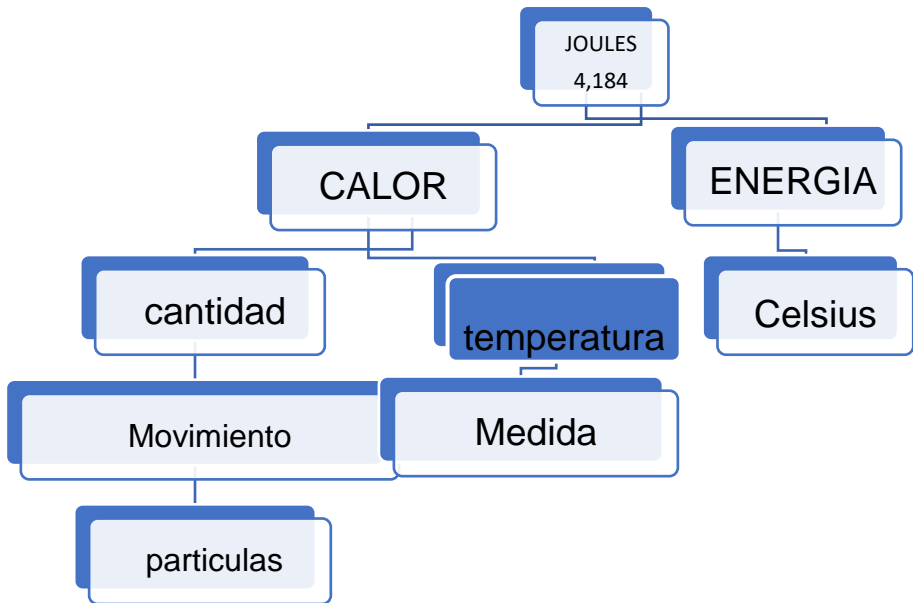 JOULES
4,184
CALOR
ENERGIA
cantidad
temperatura
Celsius
Movimiento
Medida
particulas